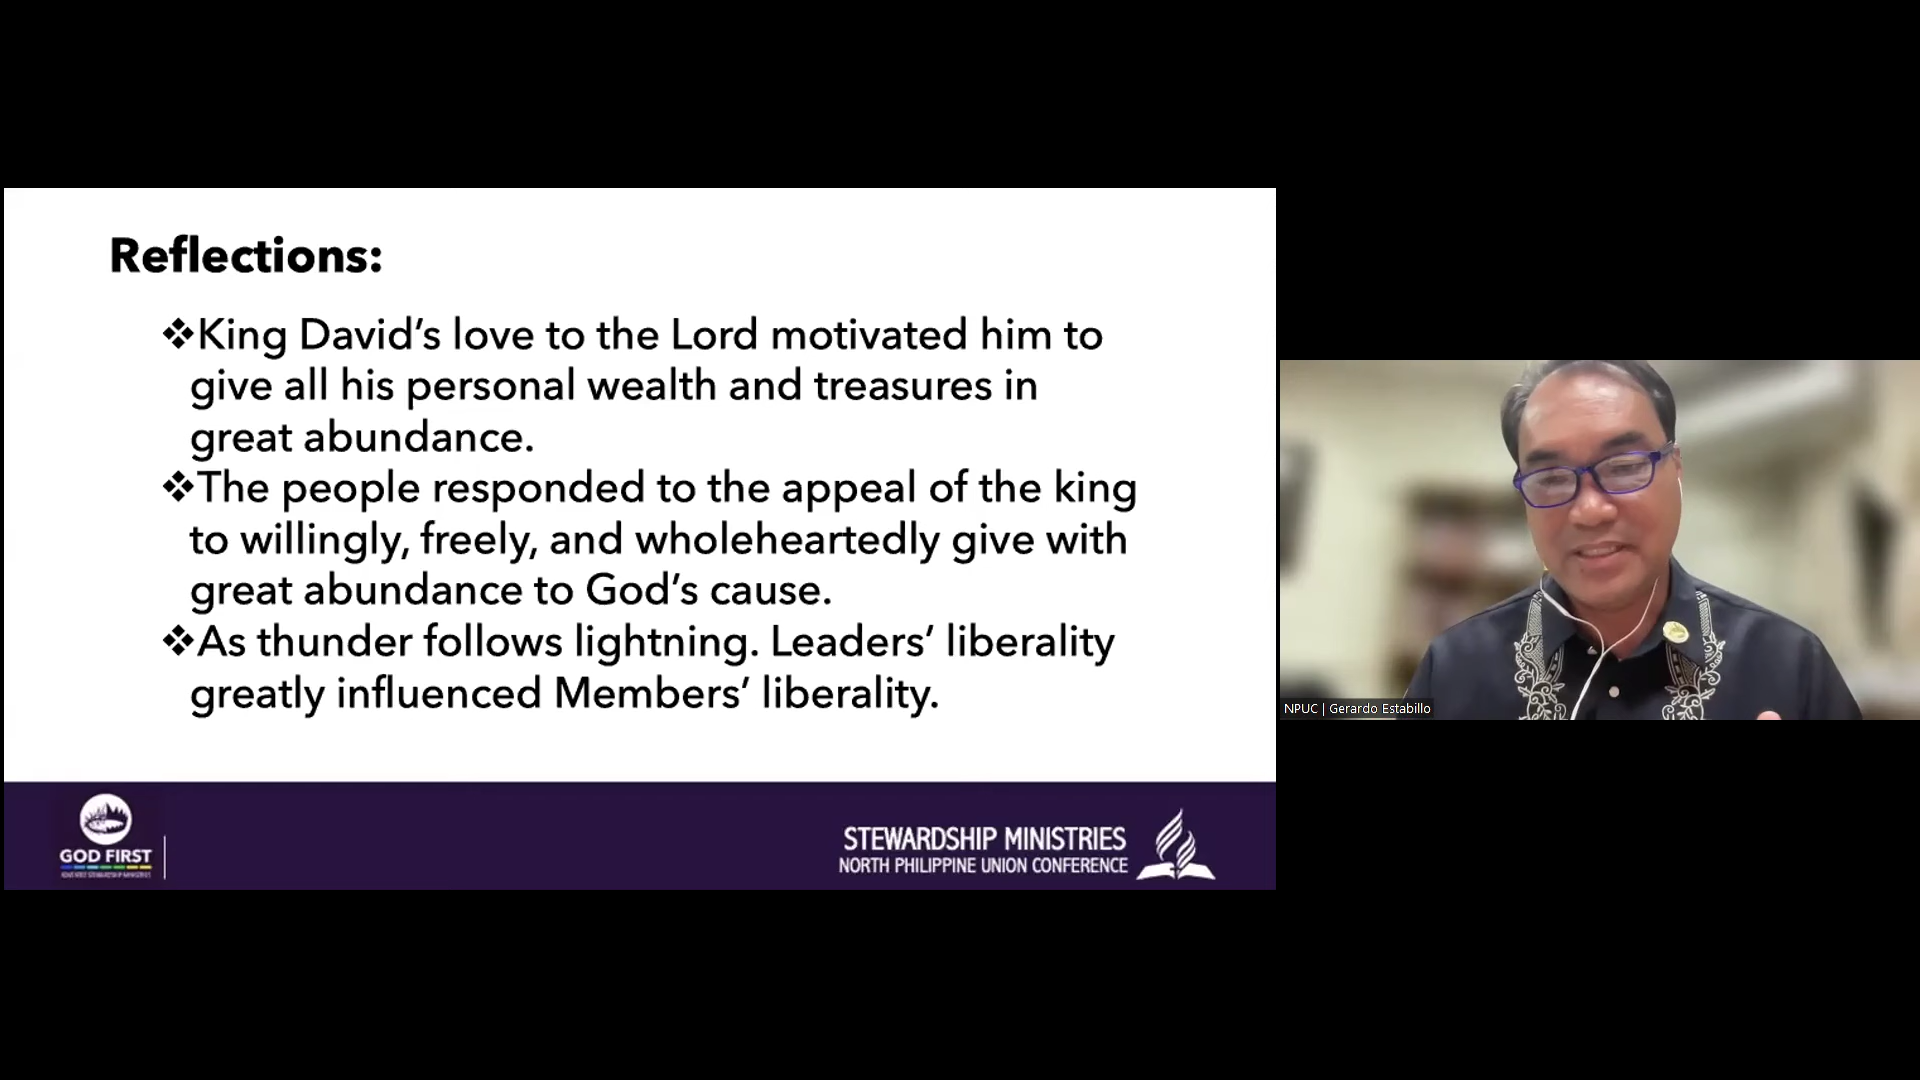 Reflections:
❖King David’s love to the Lord motivated him to
give all his personal wealth and treasures in
great abundance.
❖The people responded to the appeal of the king
to willingly, freely, and wholeheartedly give with
great abundance to God’s cause.
❖As thunder follows lightning. Leaders’ liberality
greatly influenced Members’ liberality.
GOD FIRST
STEWARDSHIP MINISTRIES
NORTH PHILIPPINE UNION CONFERENCE
NPUC | Gerardo Estabillo